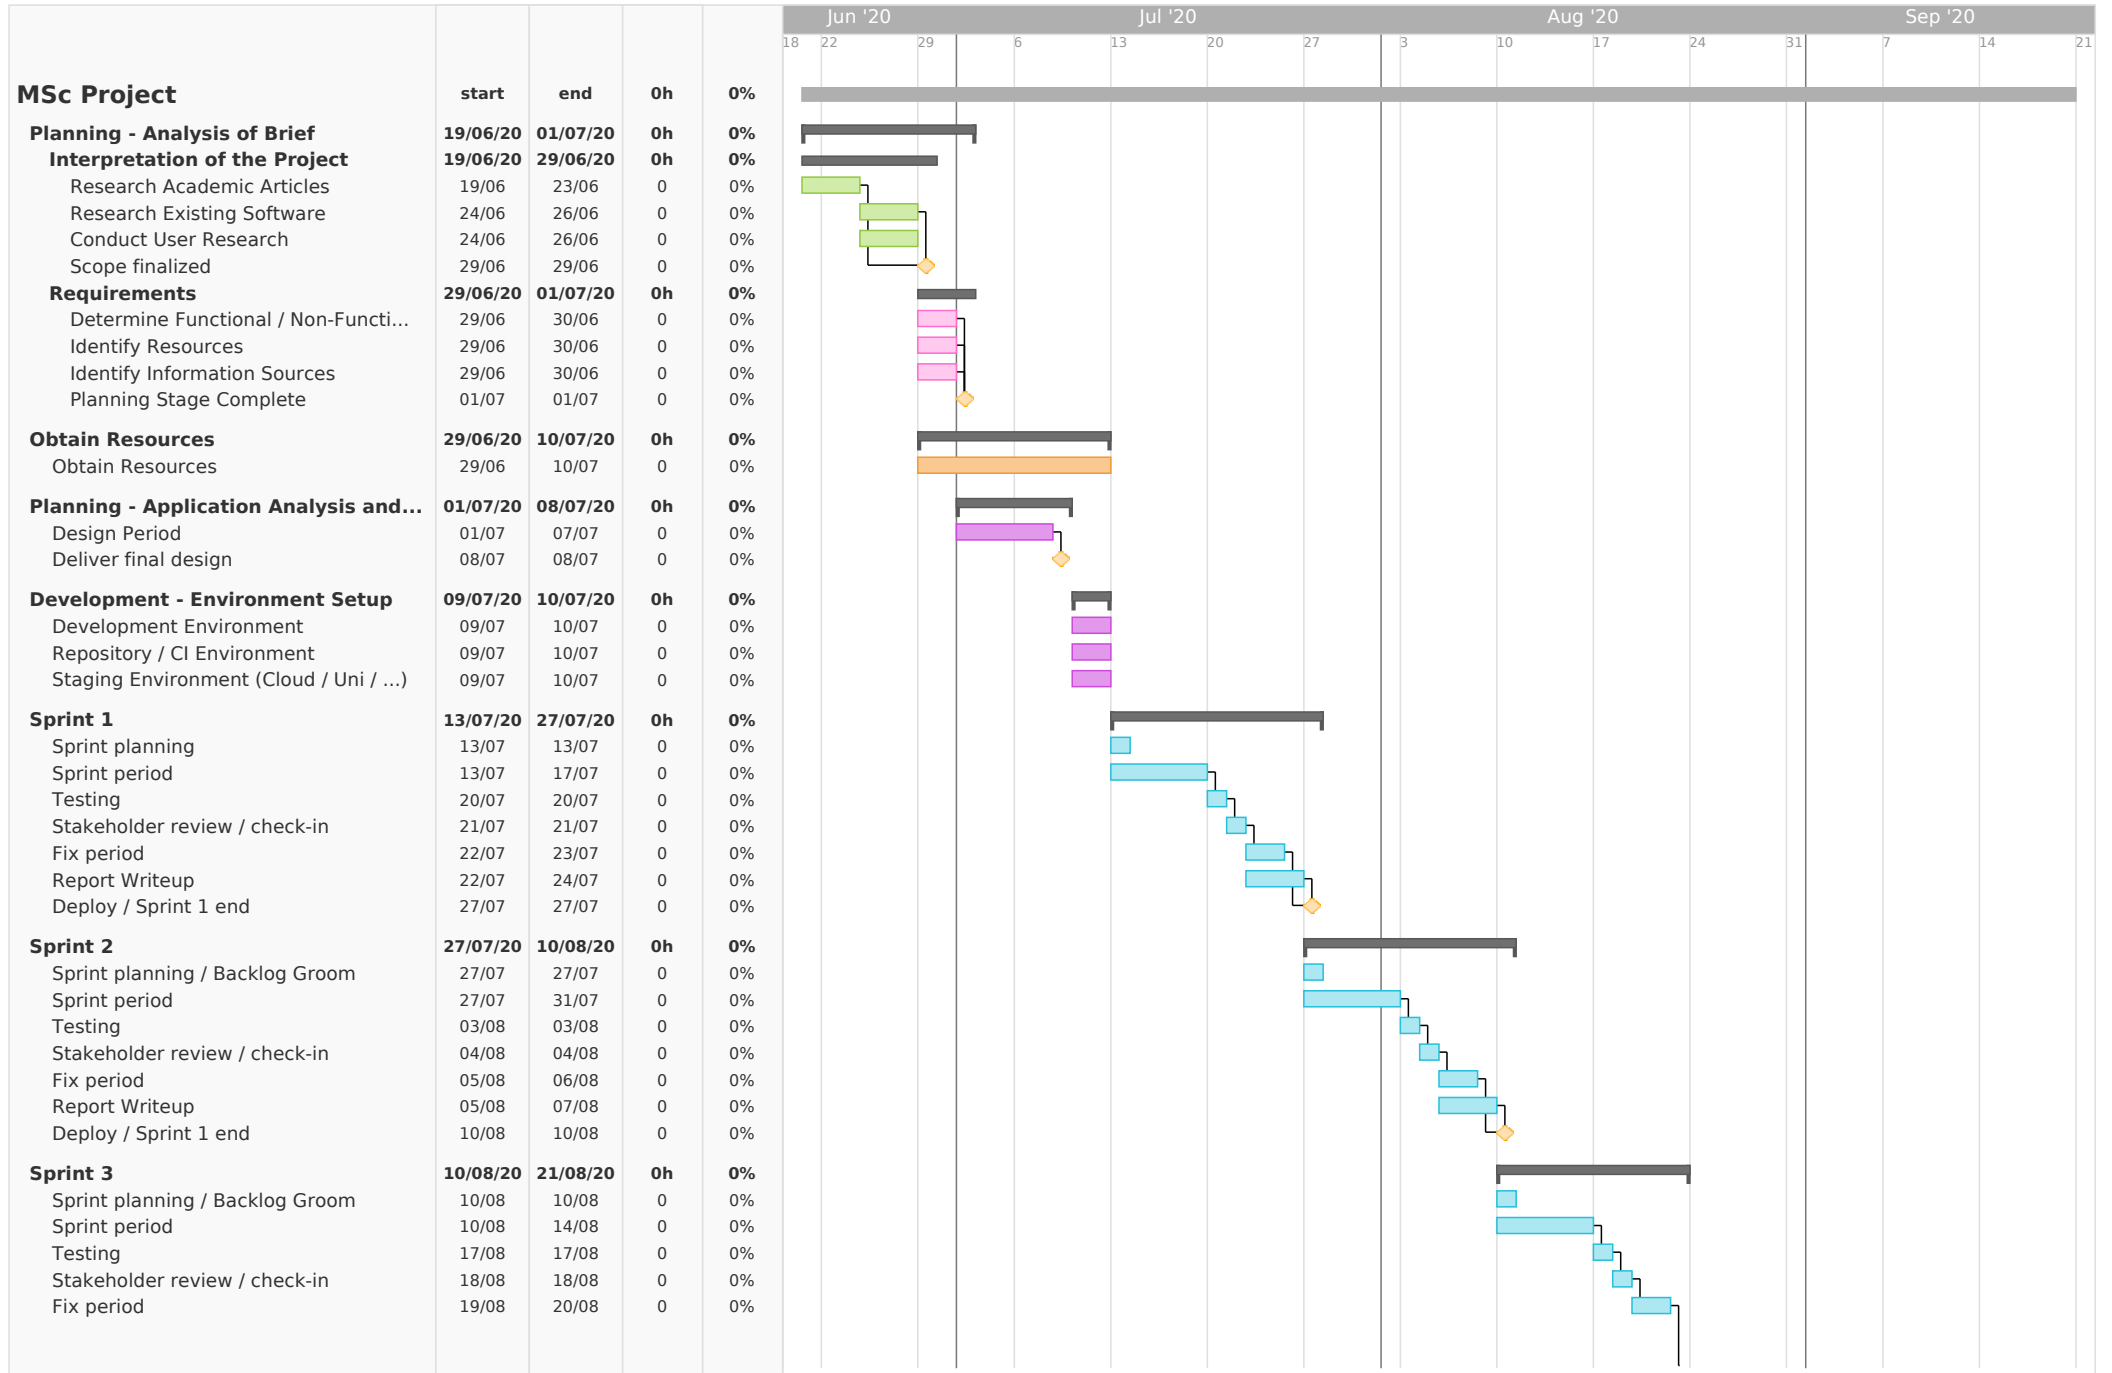 Jun '20 Jul '20 Aug '20 Sep '20
18 22 29 6 13 20 27 3 10 17 24 31 7 14 21
MSc Project start end 0h 0%
Planning - Analysis of Brief 19/06/20 01/07/20 0h 0%
Interpretation of the Project 19/06/20 29/06/20 0h 0%
Research Academic Articles 19/06 23/06 0 0%
Research Existing Software 24/06 26/06 0 0%
Conduct User Research 24/06 26/06 0 0%
Scope finalized 29/06 29/06 0 0%
Requirements 29/06/20 01/07/20 0h 0%
Determine Functional / Non-Functi... 29/06 30/06 0 0%
Identify Resources 29/06 30/06 0 0%
Identify Information Sources 29/06 30/06 0 0%
Planning Stage Complete 01/07 01/07 0 0%
Obtain Resources 29/06/20 10/07/20 0h 0%
Obtain Resources 29/06 10/07 0 0%
Planning - Application Analysis and... 01/07/20 08/07/20 0h 0%
Design Period 01/07 07/07 0 0%
Deliver final design 08/07 08/07 0 0%
Development - Environment Setup 09/07/20 10/07/20 0h 0%
Development Environment 09/07 10/07 0 0%
Repository / CI Environment 09/07 10/07 0 0%
Staging Environment (Cloud / Uni / ...) 09/07 10/07 0 0%
Sprint 1 13/07/20 27/07/20 0h 0%
Sprint planning 13/07 13/07 0 0%
Sprint period 13/07 17/07 0 0%
Testing 20/07 20/07 0 0%
Stakeholder review / check-in 21/07 21/07 0 0%
Fix period 22/07 23/07 0 0%
Report Writeup 22/07 24/07 0 0%
Deploy / Sprint 1 end 27/07 27/07 0 0%
Sprint 2 27/07/20 10/08/20 0h 0%
Sprint planning / Backlog Groom 27/07 27/07 0 0%
Sprint period 27/07 31/07 0 0%
Testing 03/08 03/08 0 0%
Stakeholder review / check-in 04/08 04/08 0 0%
Fix period 05/08 06/08 0 0%
Report Writeup 05/08 07/08 0 0%
Deploy / Sprint 1 end 10/08 10/08 0 0%
Sprint 3 10/08/20 21/08/20 0h 0%
Sprint planning / Backlog Groom 10/08 10/08 0 0%
Sprint period 10/08 14/08 0 0%
Testing 17/08 17/08 0 0%
Stakeholder review / check-in 18/08 18/08 0 0%
Fix period 19/08 20/08 0 0%